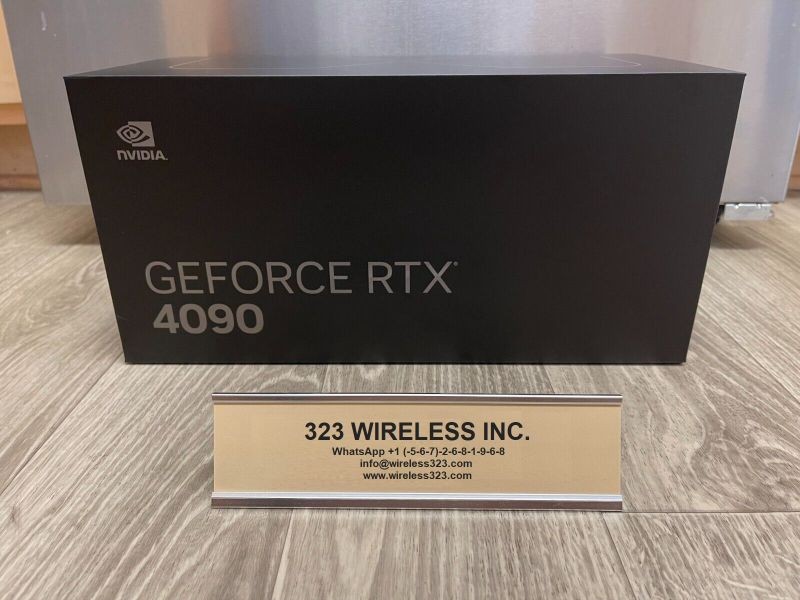 NVIDIA.
GEFORCE RTX
4090
323 WIRELESS INC.
WhatsApp +1 (-5-6-7)-2-6-8-1-9-6-8
info@wireless323.com
www.wireless323.com